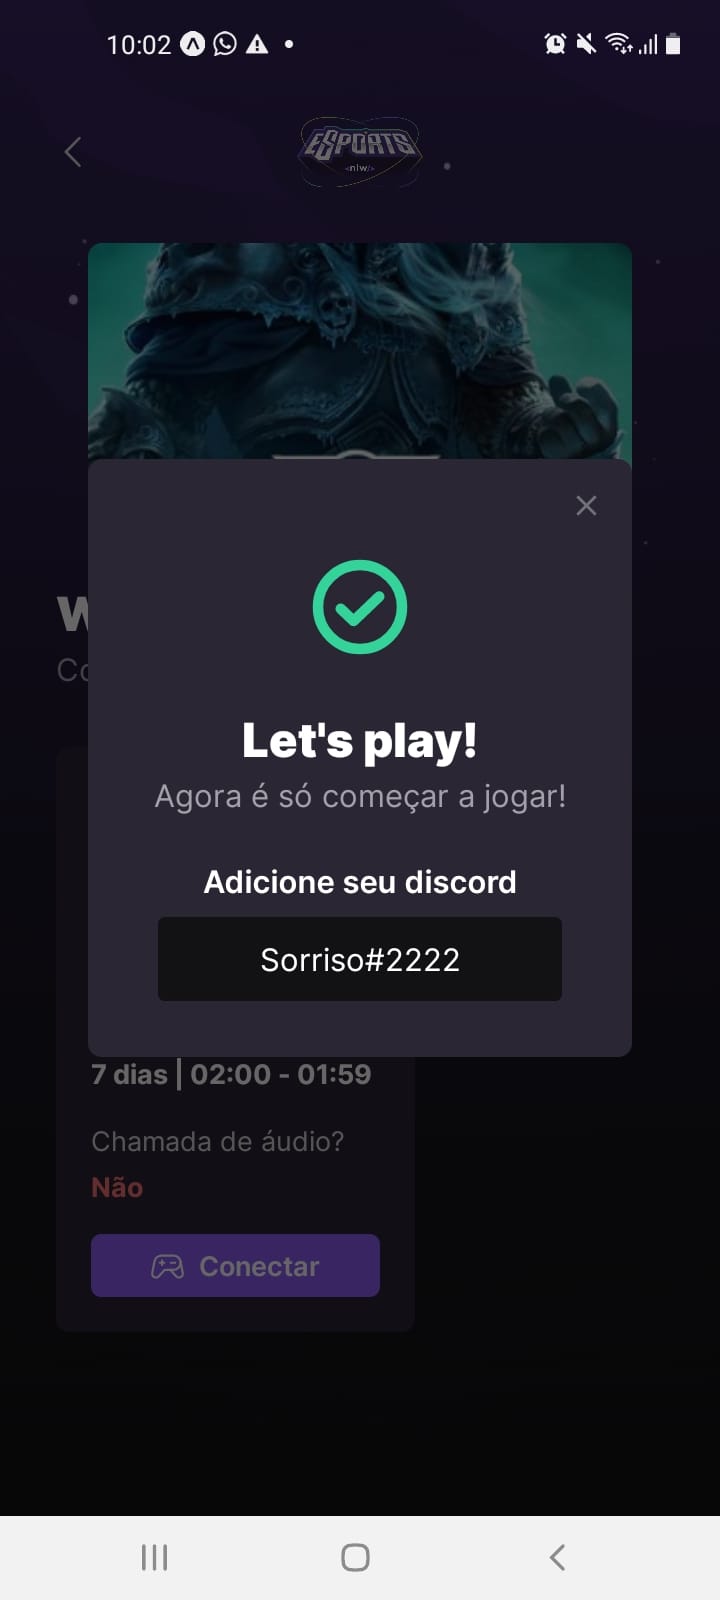 10:02
eSPORTS
<nlw/>
W
Co
Let's play!
Agora é só começar a jogar!
Adicione seu discord
Sorriso#2222
7 dias | 02:00 - 01:59
Chamada de áudio?
Não
Conectar